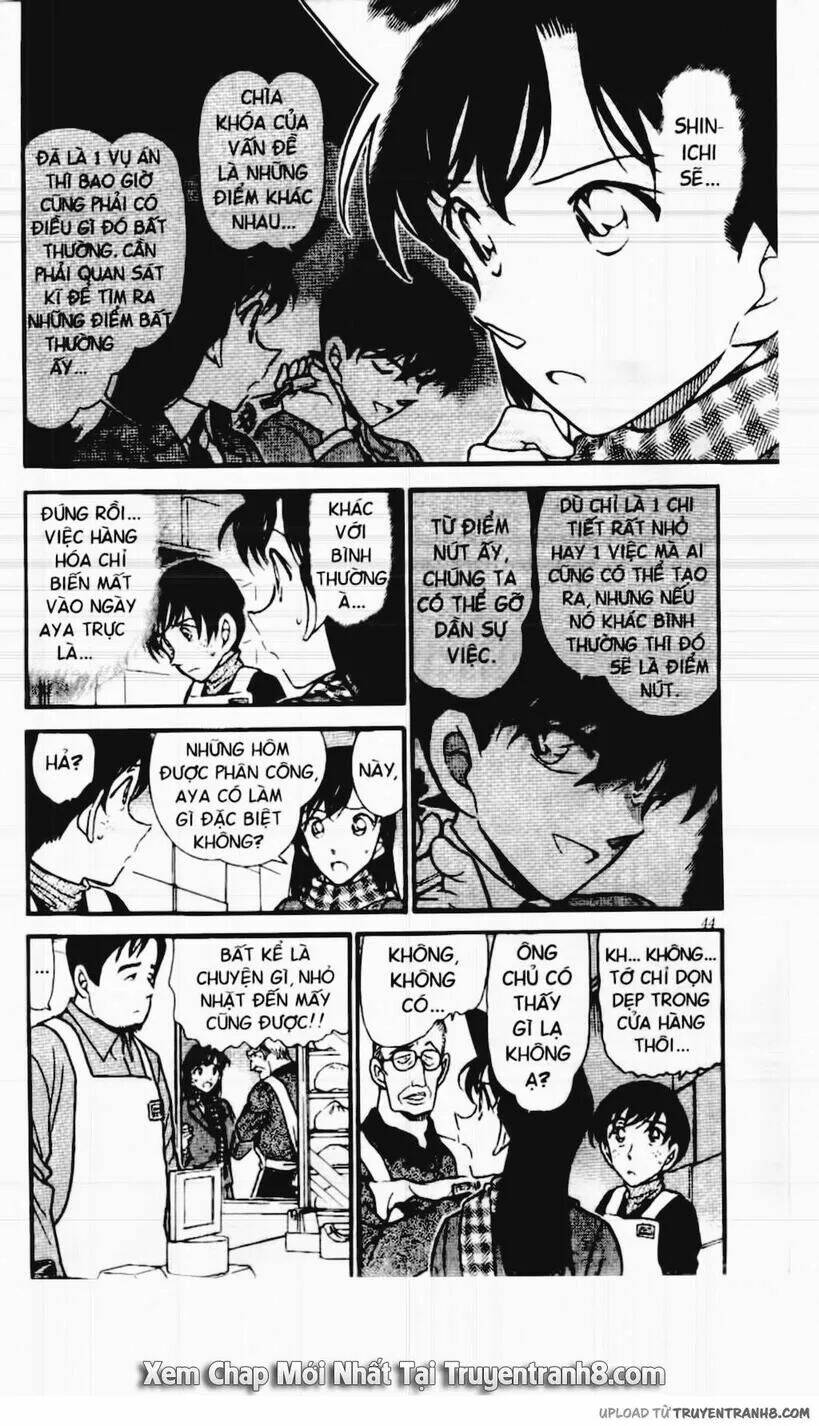 SHIN-
ICHI
SẼ...
CHÌA
KHÓA CỦA
VẤN ĐỀ
LÀ NHỮNG
ĐIỂM KHÁC
NHAU...
ĐÃ LÀ 1 VỤ ÁN
THÌ BAO GIỜ
CŨNG PHẢI CÓ
ĐIỀU GÌ ĐÓ BẤT
THƯỜNG. CẦN
PHẢI QUAN SÁT
KĨ ĐỂ TÌM RA
NHỮNG ĐIỂM BẤT
THƯỜNG
ẤY...
DÙ CHỈ LÀ 1 CHI
TIẾT RẤT NHỎ
HAY 1 VIỆC MÀ AI
CŨNG CÓ THỂ TẠO
RA, NHƯNG NẾU
NÓ KHÁC BÌNH
THƯỜNG THÌ ĐÓ
SẼ LÀ ĐIỂM
NÚT.
TỪ ĐIỂM
NÚT ẤY,
CHÚNG TA
CÓ THỂ GỠ
DẦN SỰ
VIỆC.
KHÁC
VỚI
BÌNH
THƯỜNG
À...
ĐÚNG RỒI...
VIỆC HÀNG
HÓA CHỈ
BIẾN MẤT
VÀO NGÀY
AYA TRỰC
LÀ...
NÀY,
NHỮNG HÔM
ĐƯỢC PHÂN CÔNG,
AYA CÓ LÀM
GÌ ĐẶC BIỆT
KHÔNG?
HẢ?
44
KH... KHÔNG...
TỚ CHỈ DỌN
DẸP TRONG
CỬA HÀNG
THÔI...
ÔNG
CHỦ CÓ
THẤY
GÌ LẠ
KHÔNG
Ạ?
KHÔNG,
KHÔNG
CÓ...
BẤT KỂ LÀ
CHUYỆN GÌ, NHỎ
NHẶT ĐẾN MẤY
CŨNG ĐƯỢC!!
...
Xem Chap Mới Nhất Tại Truyentranh8.com
UPLOAD TỪ TRUYENTRANH8.COM